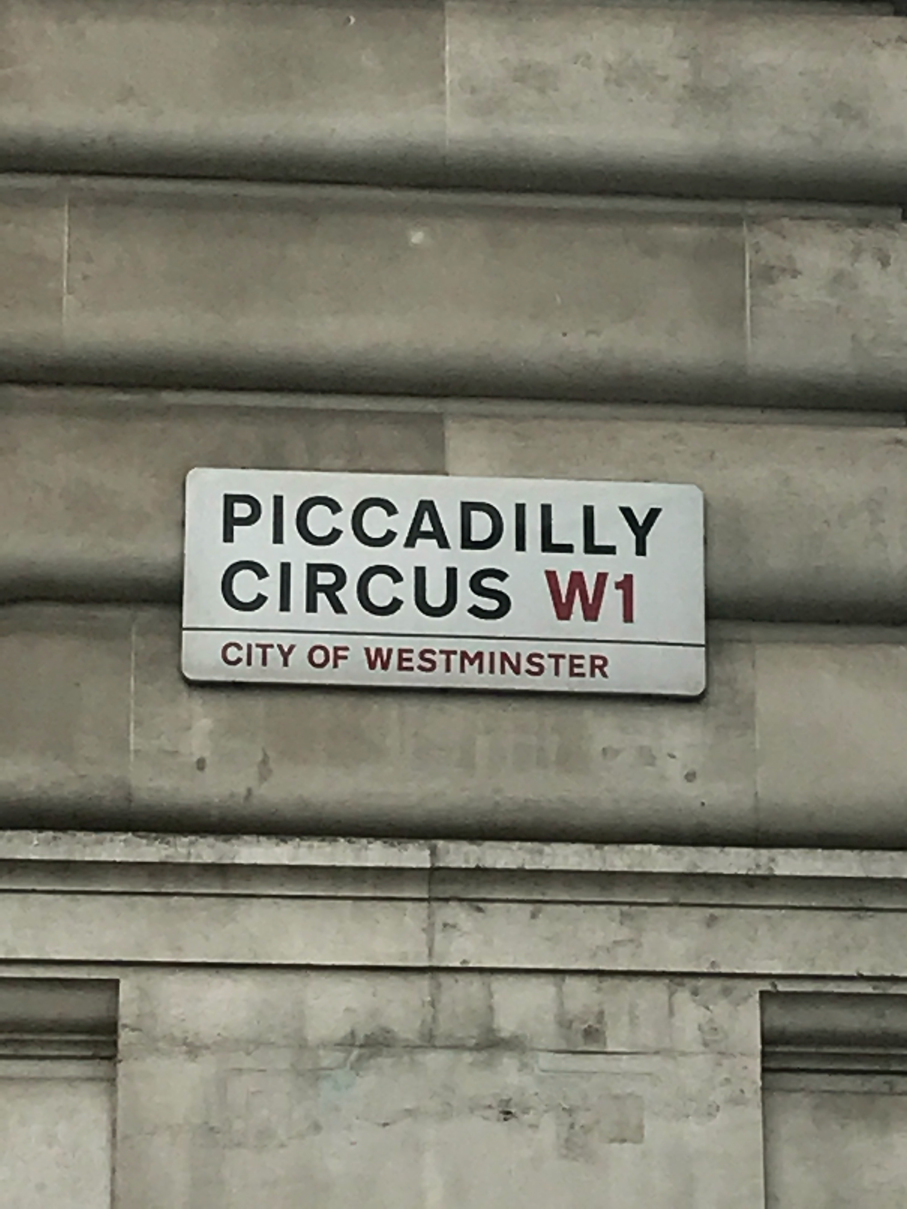 PICCADILLY
CIRCUS W1
CITY OF WESTMINSTER